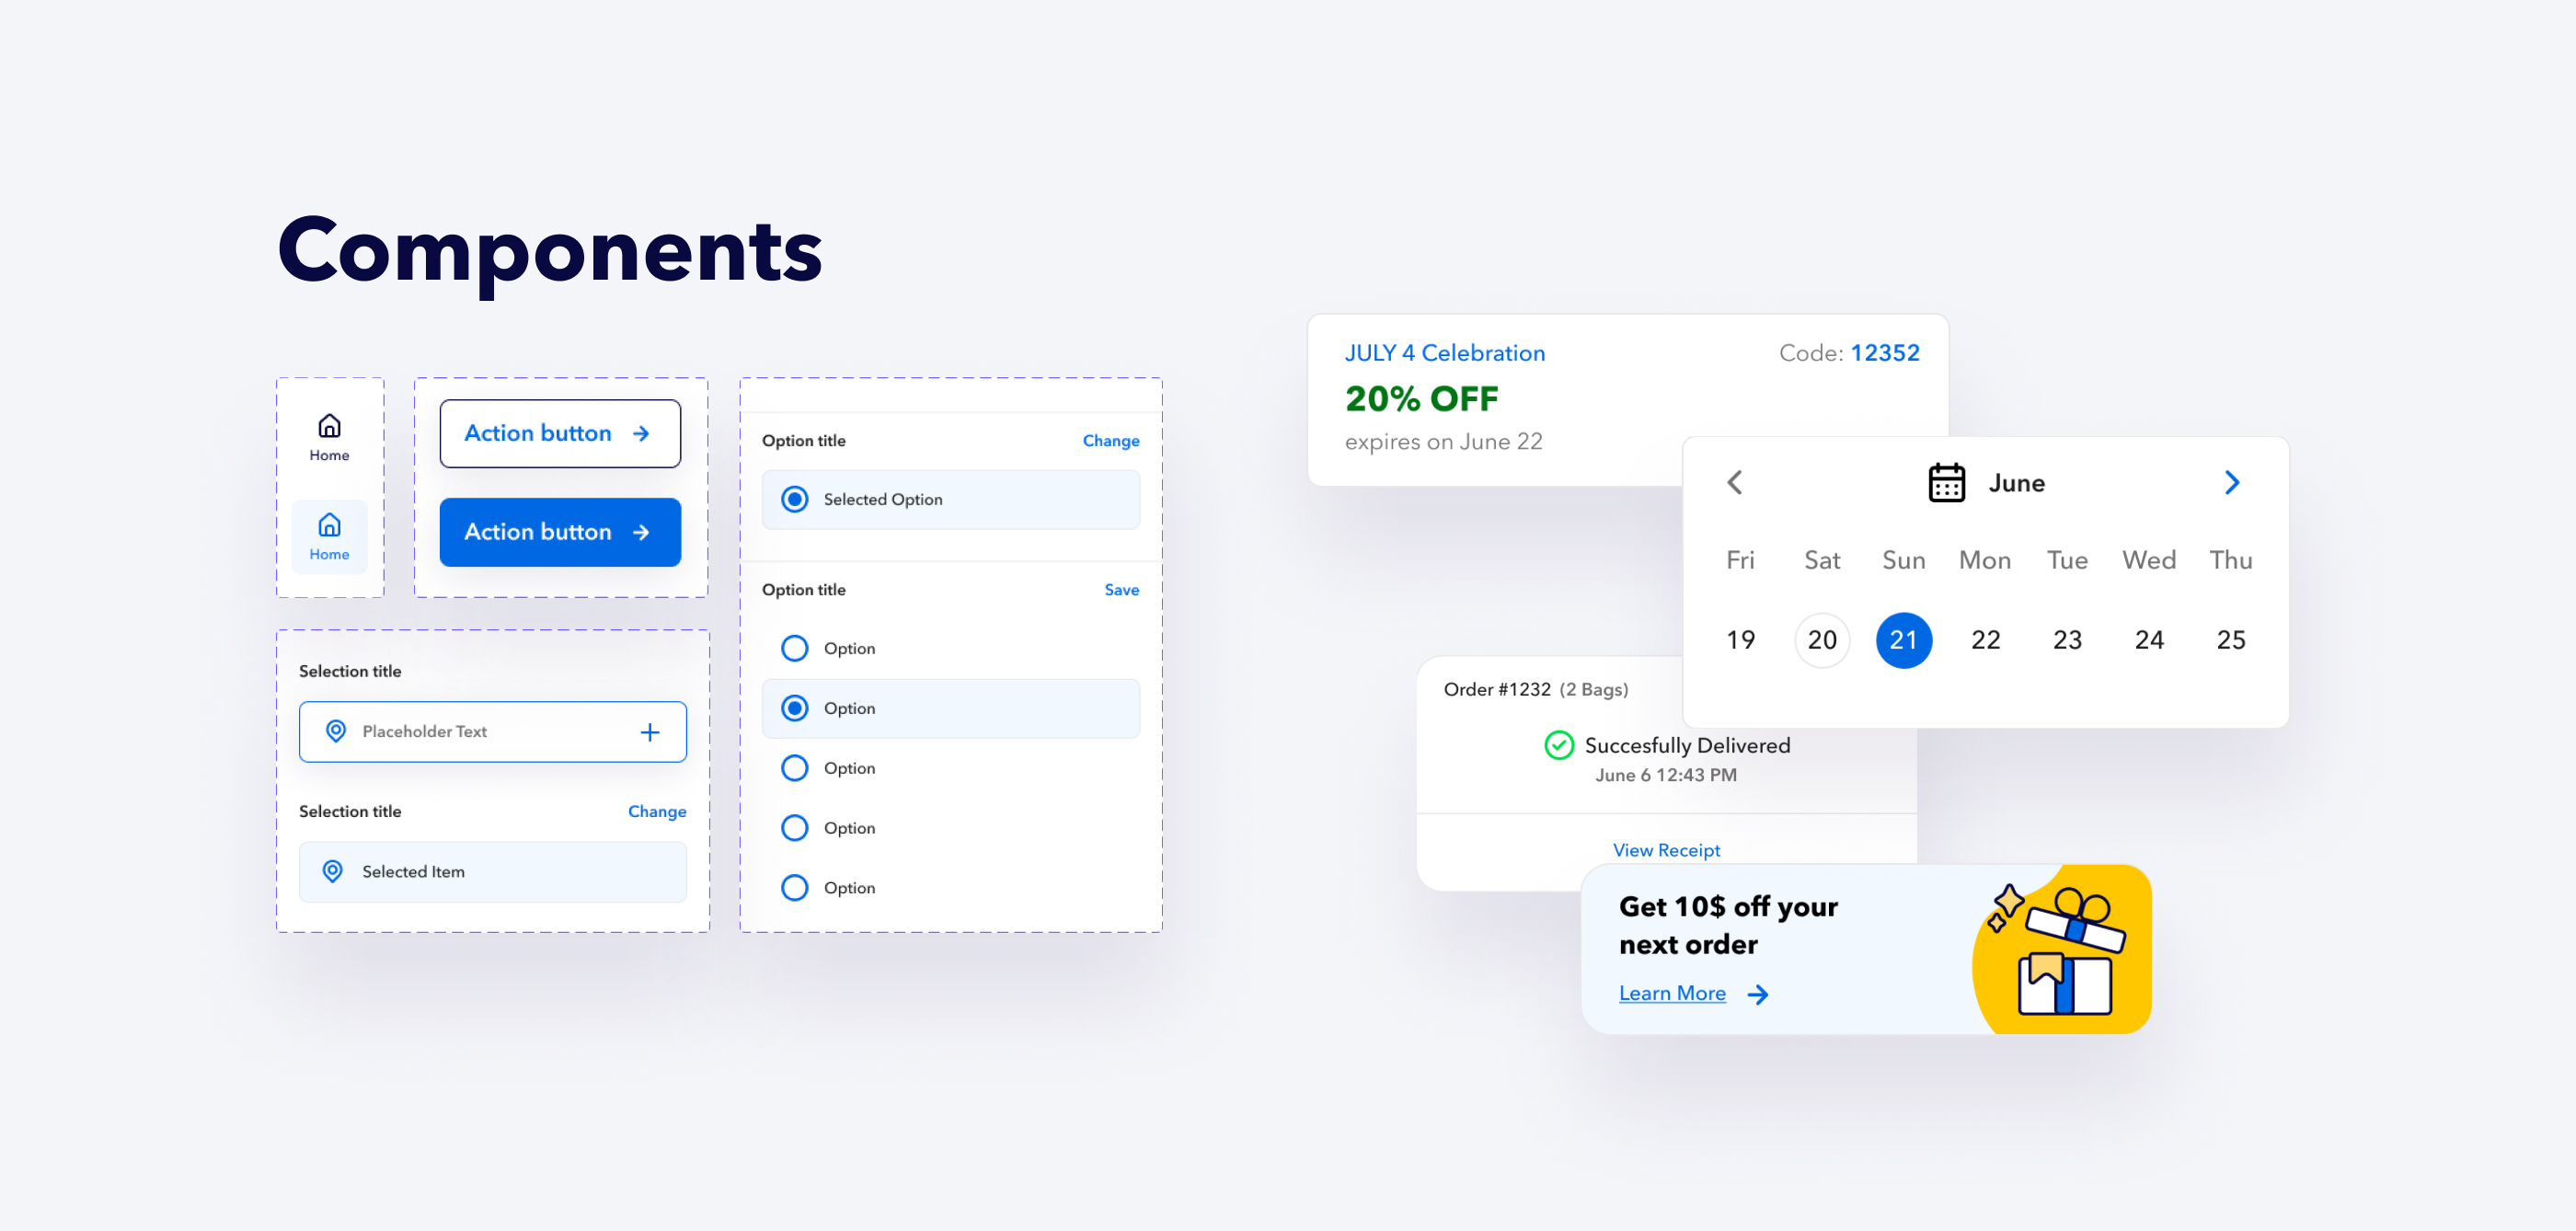 Components
Home
Home
Action button
Action button
Selection title
Placeholder Text
Selection title Change
Selected Item
Option title Change
Selected Option
Option title Save
Option
Option
Option
Option
Option
JULY 4 Celebration Code: 12352
20% OFF
expires on June 22
June
Fri Sat Sun Mon Tue Wed Thu
19 20 21 22 23 24 25
Order #1232 (2 Bags)
Succesfully Delivered
June 6 12:43 PM
View Receipt
Get 10$ off your
next order
Learn More